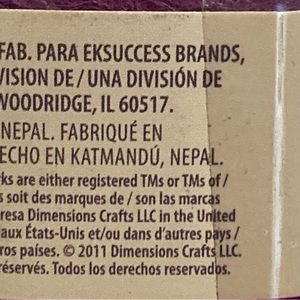 FAB. PARA EKSUCCESS BRANDS,
VISION DE / UNA DIVISIÓN DE
WOODRIDGE, IL 60517.
NEPAL. FABRIQUÉ EN
ECHO EN KATMANDÚ, NEPAL.
rks are either registered TMs or TMs of /
s soit des marques de / son las marcas
resa Dimensions Crafts LLC in the United
aux États-Unis et/ou dans d'autres pays /
ros países. © 2011 Dimensions Crafts LLC.
réservés. Todos los derechos reservados.